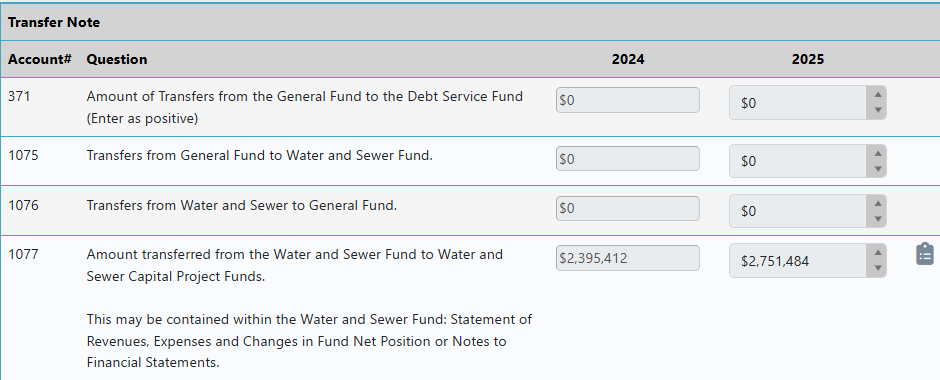 Transfer Note
Account# Question 2024 2025
371 Amount of Transfers from the General Fund to the Debt Service Fund $0 $0
(Enter as positive)
1075 Transfers from General Fund to Water and Sewer Fund. $0 $0
1076 Transfers from Water and Sewer to General Fund. $0 $0
1077 Amount transferred from the Water and Sewer Fund to Water and $2,395,412 $2,751,484
Sewer Capital Project Funds.
This may be contained within the Water and Sewer Fund: Statement of
Revenues, Expenses and Changes in Fund Net Position or Notes to
Financial Statements.